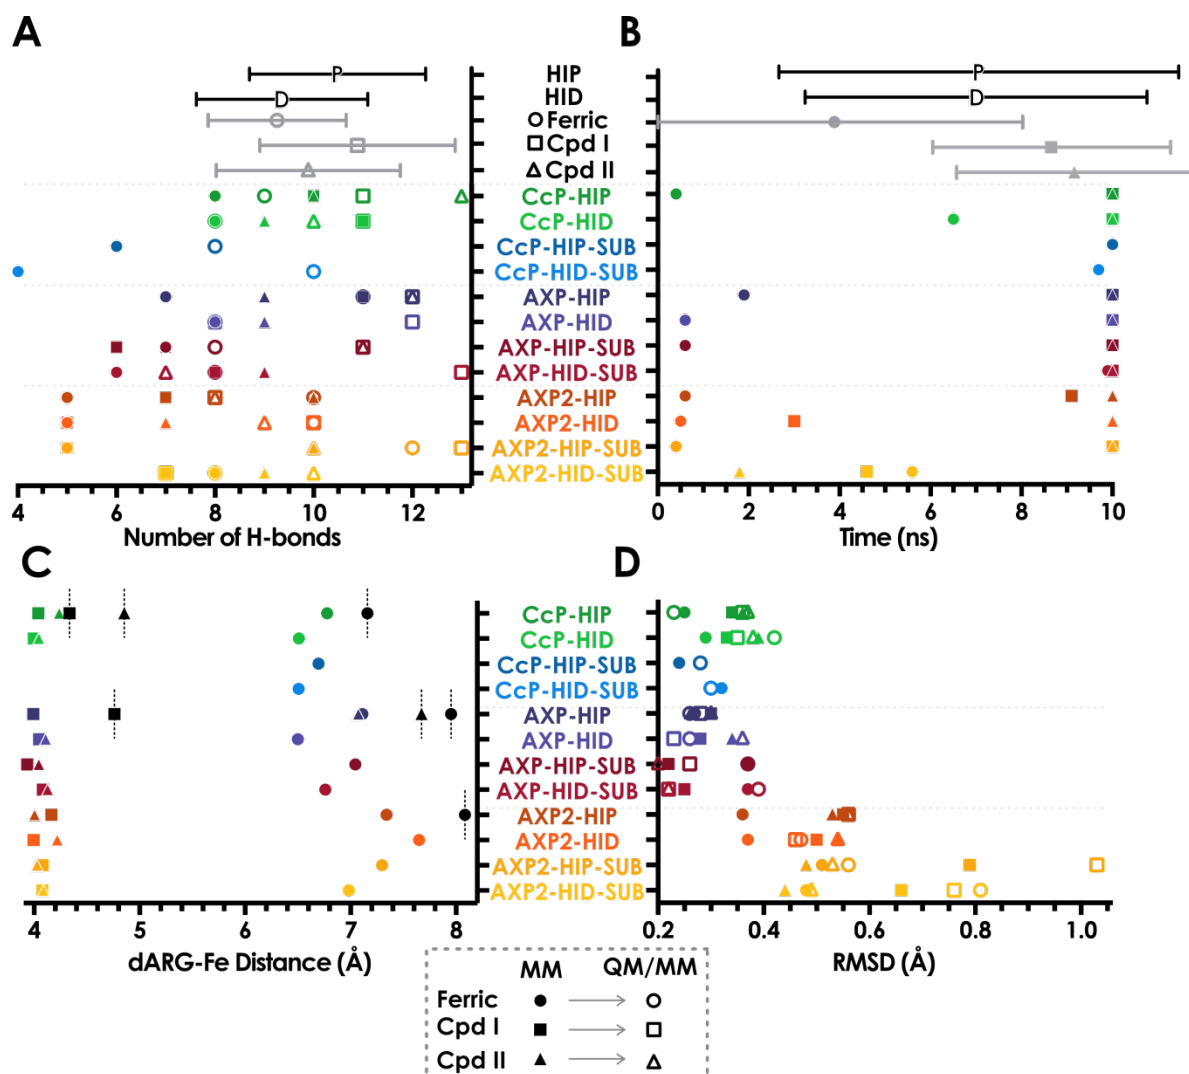 A
B
HIP
P
HID
D
Ferric
Cpd I
Cpd II
CcP-HIP
CcP-HID
CcP-HIP-SUB
CcP-HID-SUB
AXP-HIP
AXP-HID
AXP-HIP-SUB
AXP-HID-SUB
AXP2-HIP
AXP2-HID
AXP2-HIP-SUB
AXP2-HID-SUB
4 6 8 10 12
Number of H-bonds
P
D
0 2 4 6 8 10
Time (ns)
C
D
CcP-HIP
CcP-HID
CcP-HIP-SUB
CcP-HID-SUB
AXP-HIP
AXP-HID
AXP-HIP-SUB
AXP-HID-SUB
AXP2-HIP
AXP2-HID
AXP2-HIP-SUB
AXP2-HID-SUB
4 5 6 7 8
dARG-Fe Distance (Å)
0.2 0.4 0.6 0.8 1.0
RMSD (Å)
MM QM/MM
Ferric
Cpd I
Cpd II